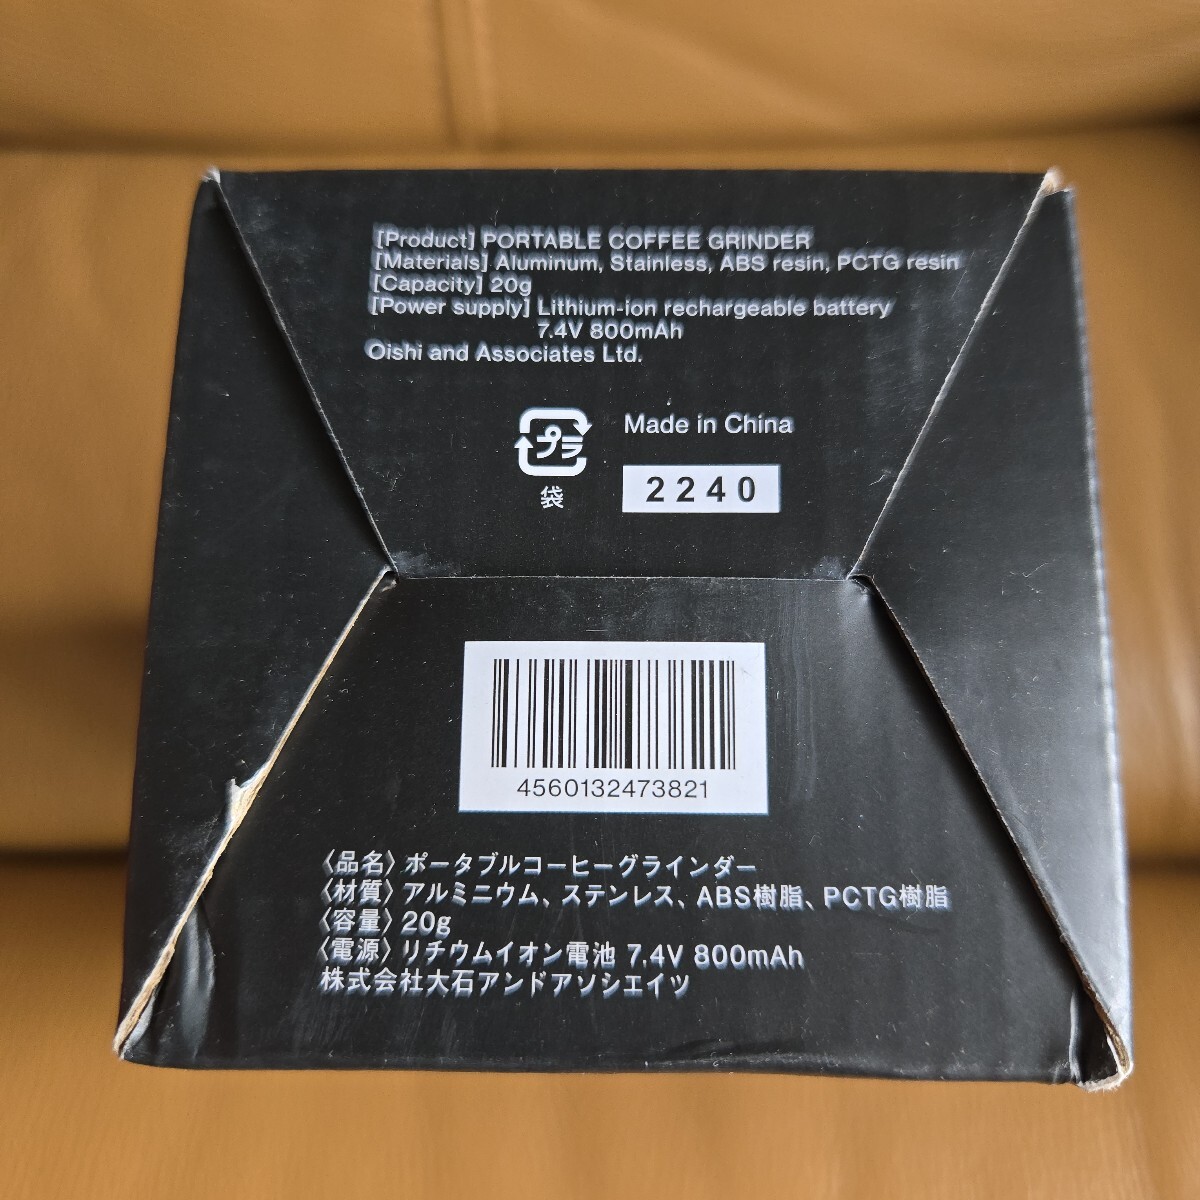 [Product] PORTABLE COFFEE GRINDER
[Materials] Aluminum, Stainless, ABS resin, PCTG resin
[Capacity] 20g
[Power supply] Lithium-ion rechargeable battery
7.4V 800mAh
Oishi and Associates Ltd.
プラ
袋
Made in China
2240
4560132473821
〈品名〉ポータブルコーヒーグラインダー
〈材質〉アルミニウム、ステンレス、ABS樹脂、PCTG樹脂
〈容量〉20g
〈電源〉リチウムイオン電池 7.4V 800mAh
株式会社大石アンドアソシエイツ